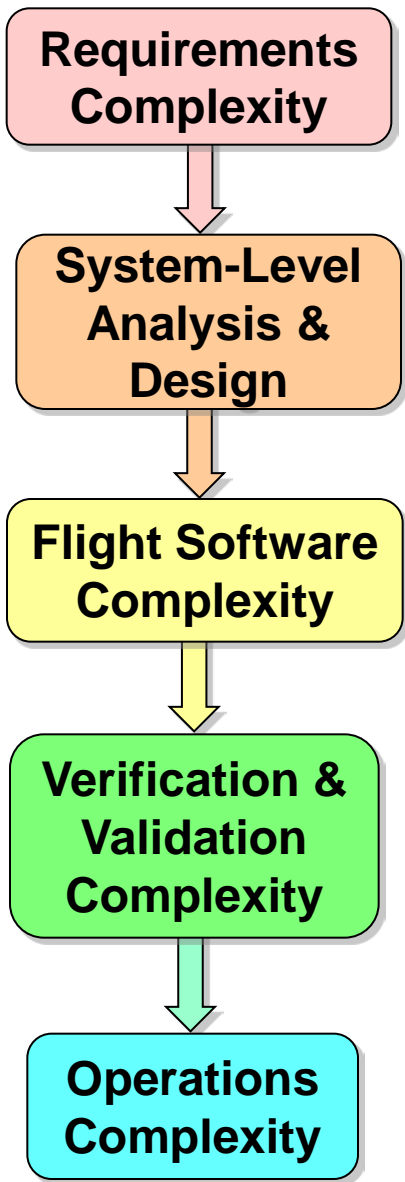 Requirements
Complexity
System-Level
Analysis &
Design
Flight Software
Complexity
Verification &
Validation
Complexity
Operations
Complexity